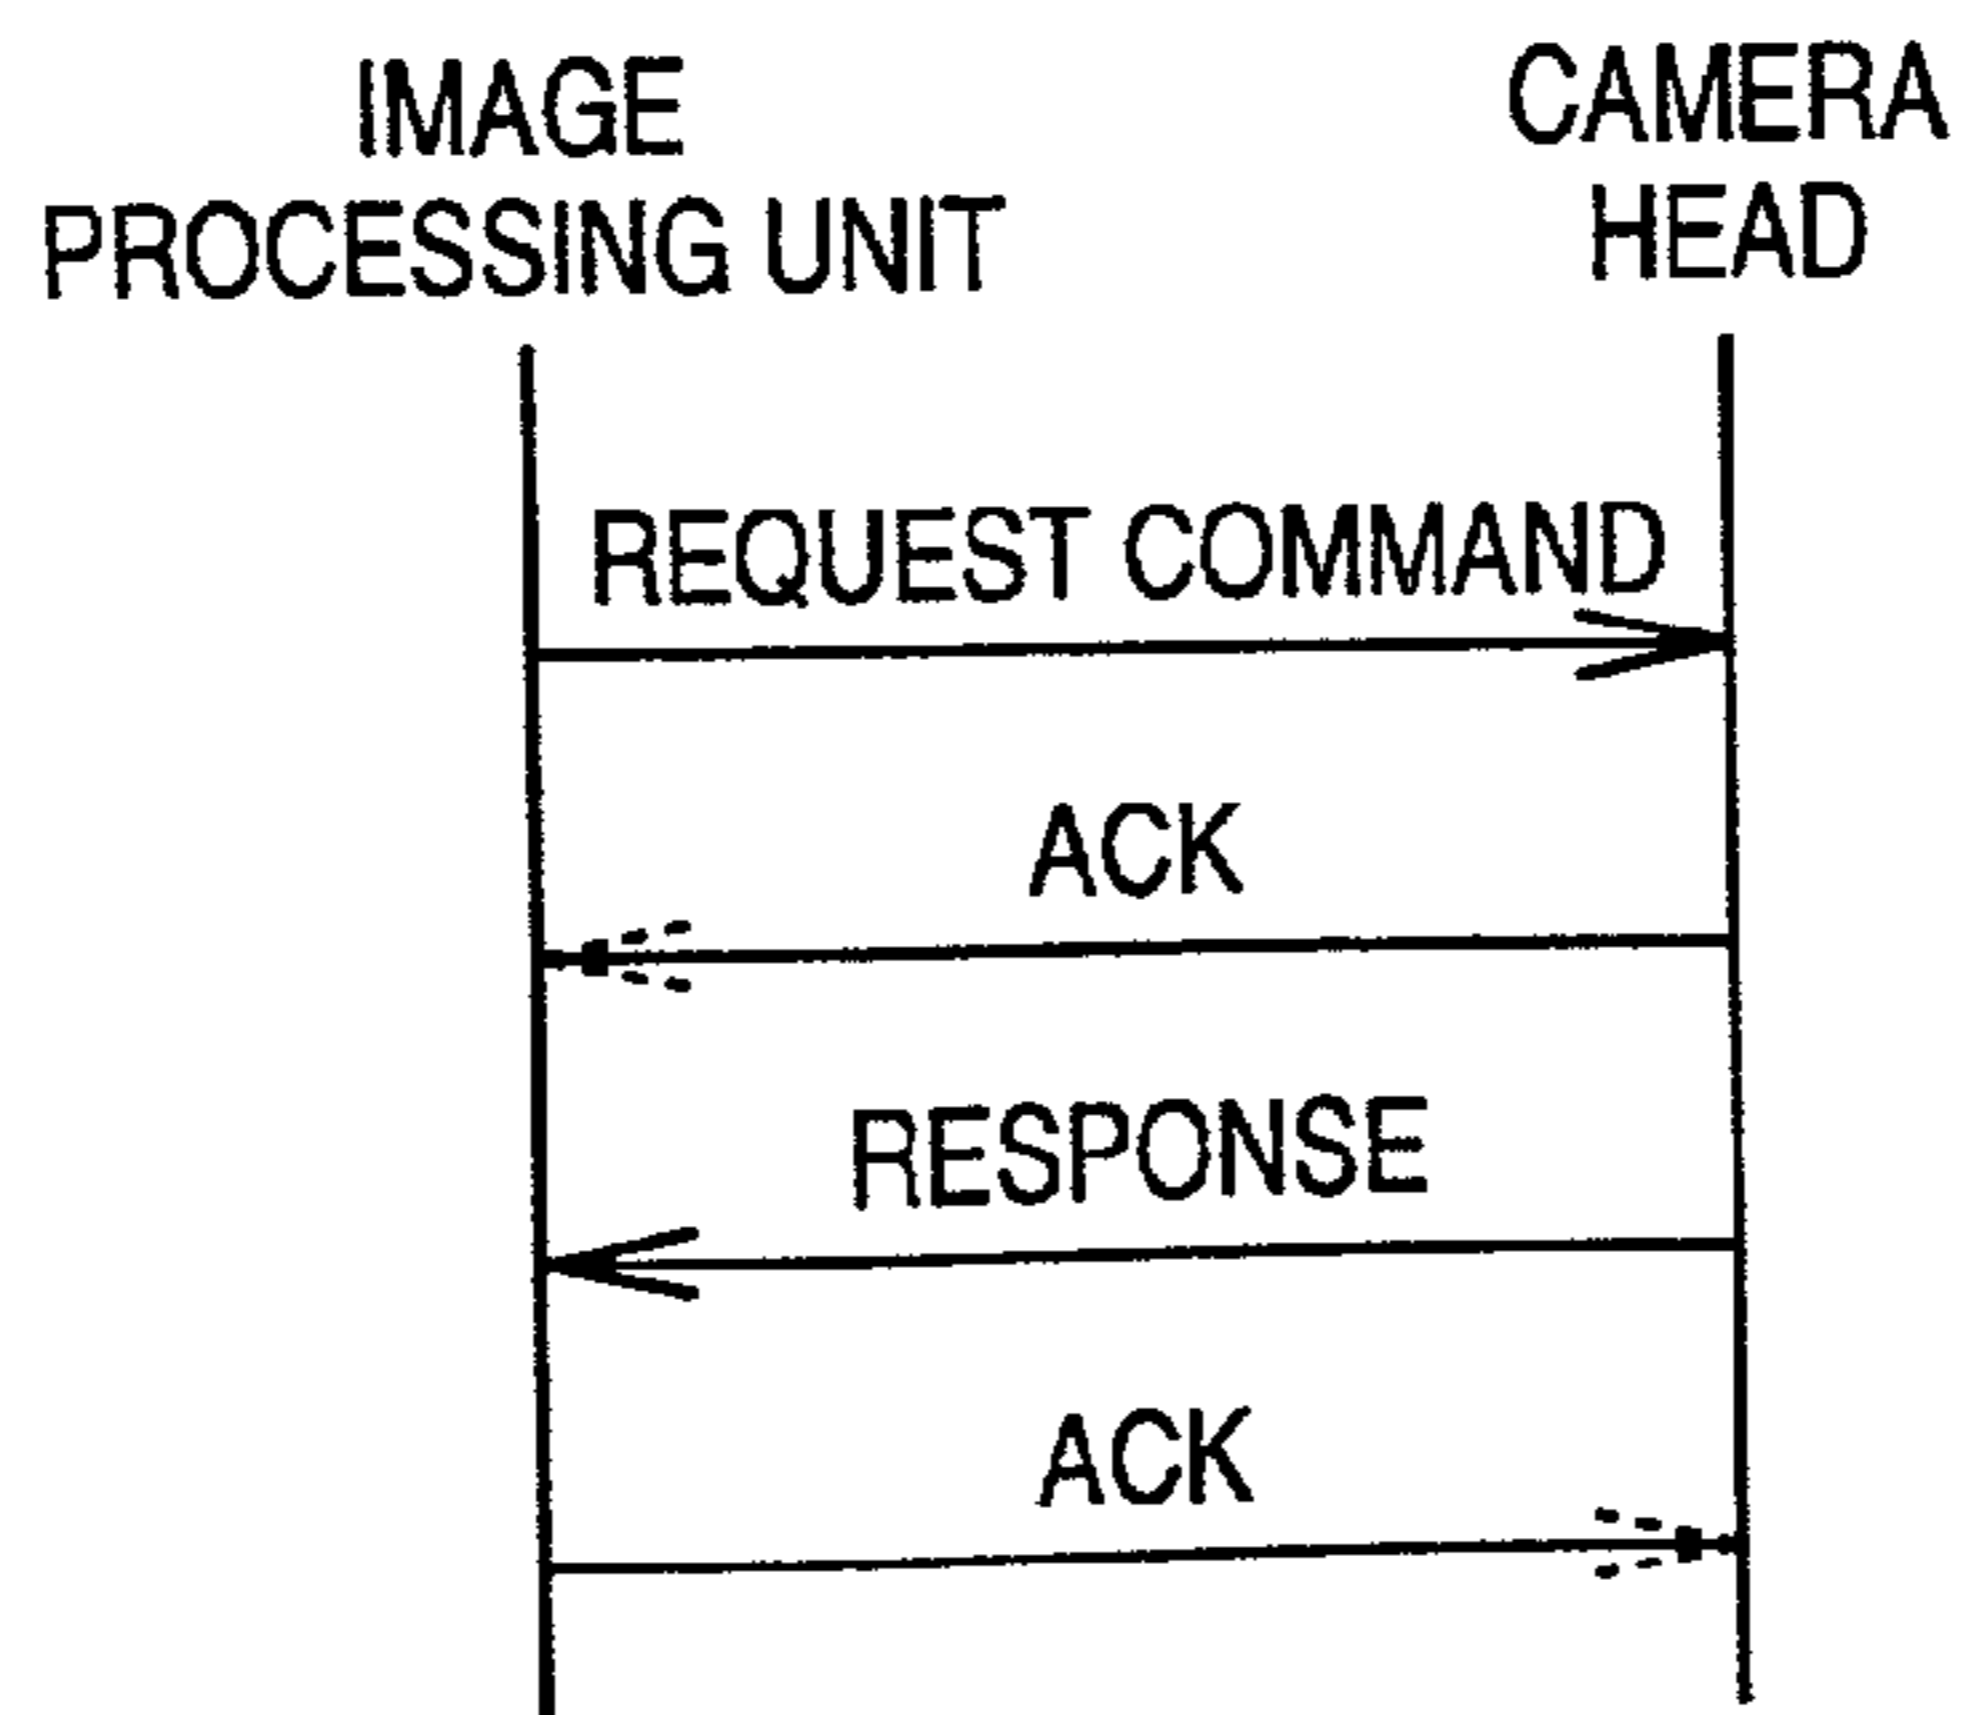 IMAGE
PROCESSING UNIT
CAMERA
HEAD
REQUEST COMMAND
ACK
RESPONSE
ACK